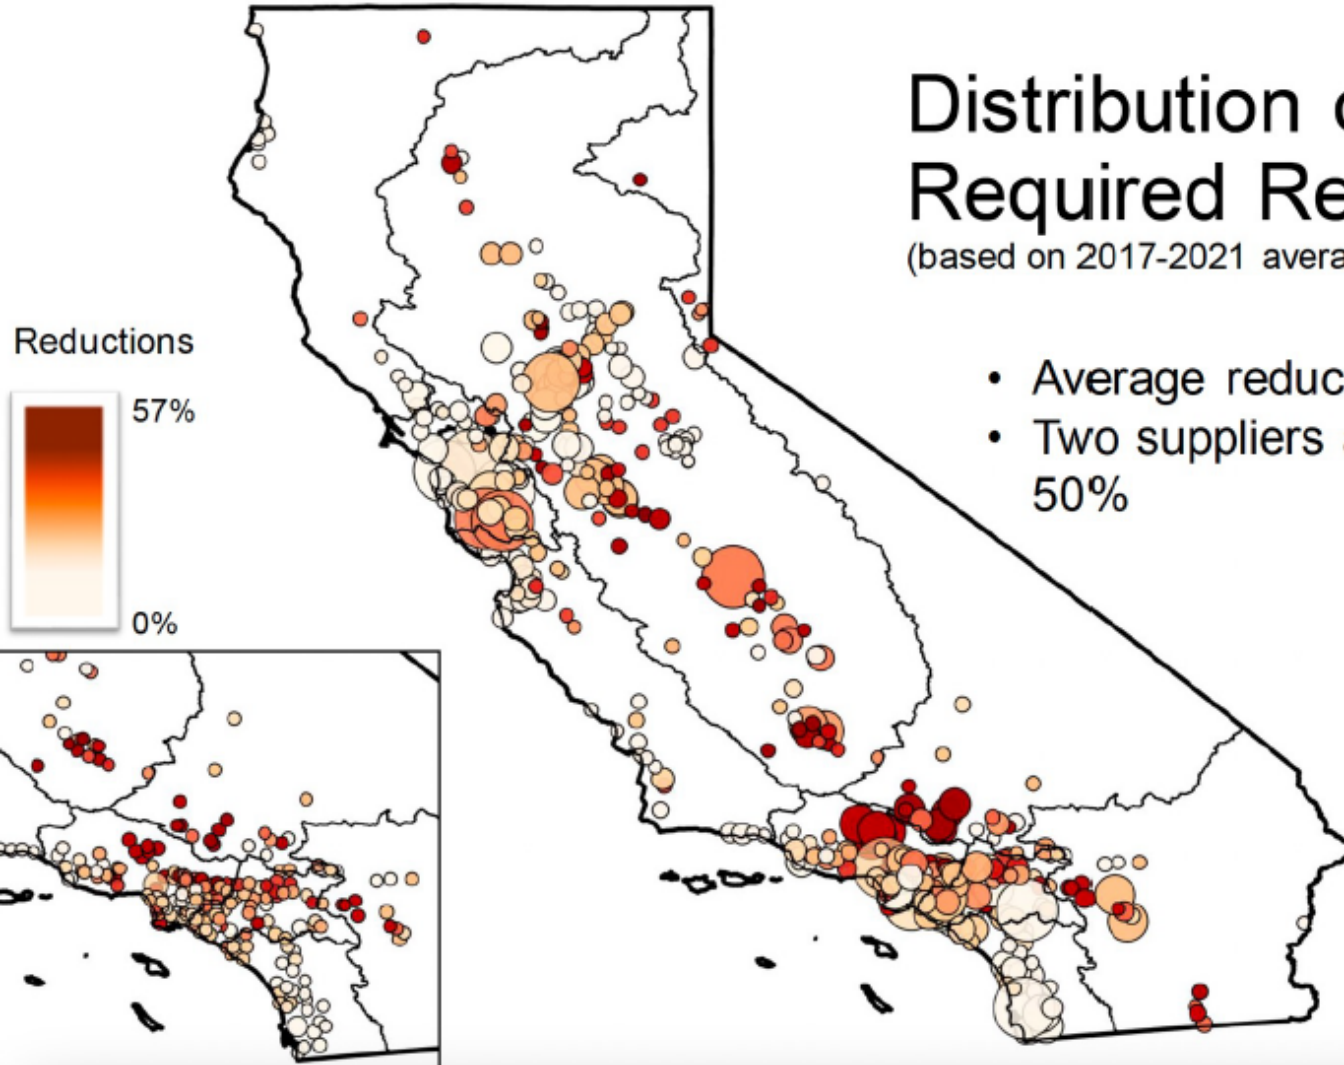 Distribution
Required Re
(based on 2017-2021 avera
Reductions
57%
0%
• Average reduc
• Two suppliers
50%